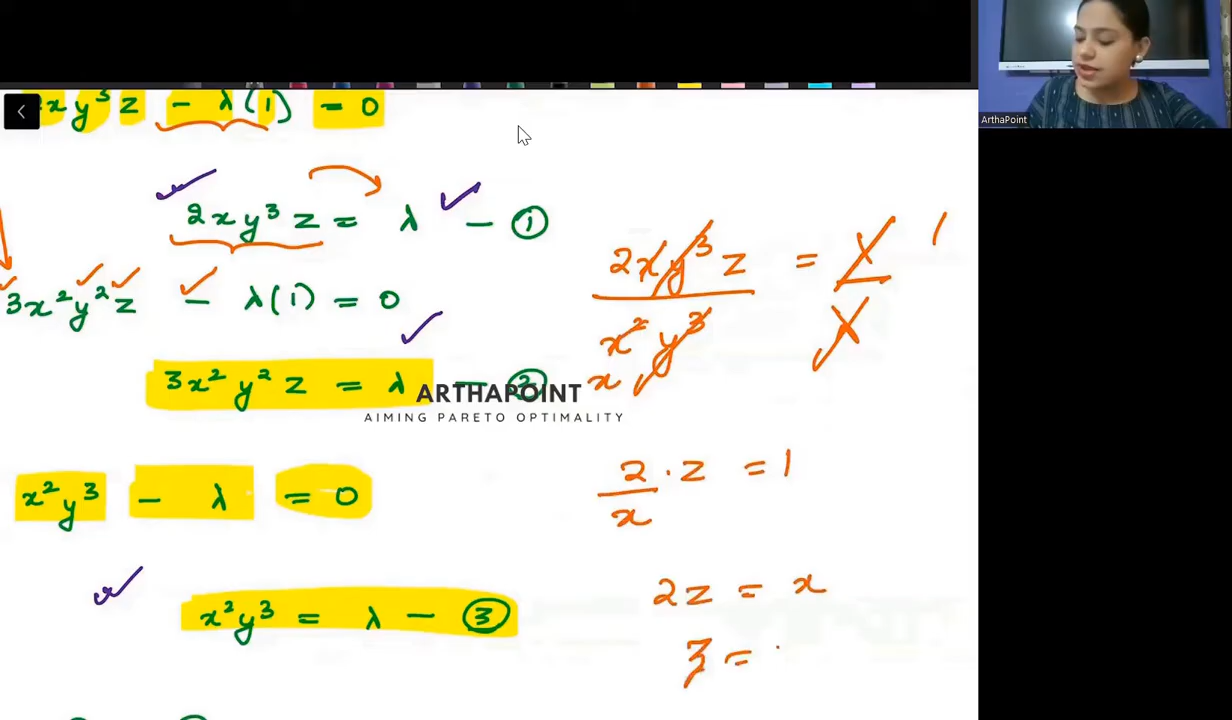 xy³z − λ(1) = 0
2xy³z = λ − ①
3x²y²z − λ(1) = 0
3x²y²z = λ − ②
x²y³ − λ = 0
x²y³ = λ − ③
2xy³z / x²y³ = λ / λ 1
x
2/x · z = 1
2z = x
z =
ARTHAPOINT
AIMING PARETO OPTIMALITY
ArthaPoint